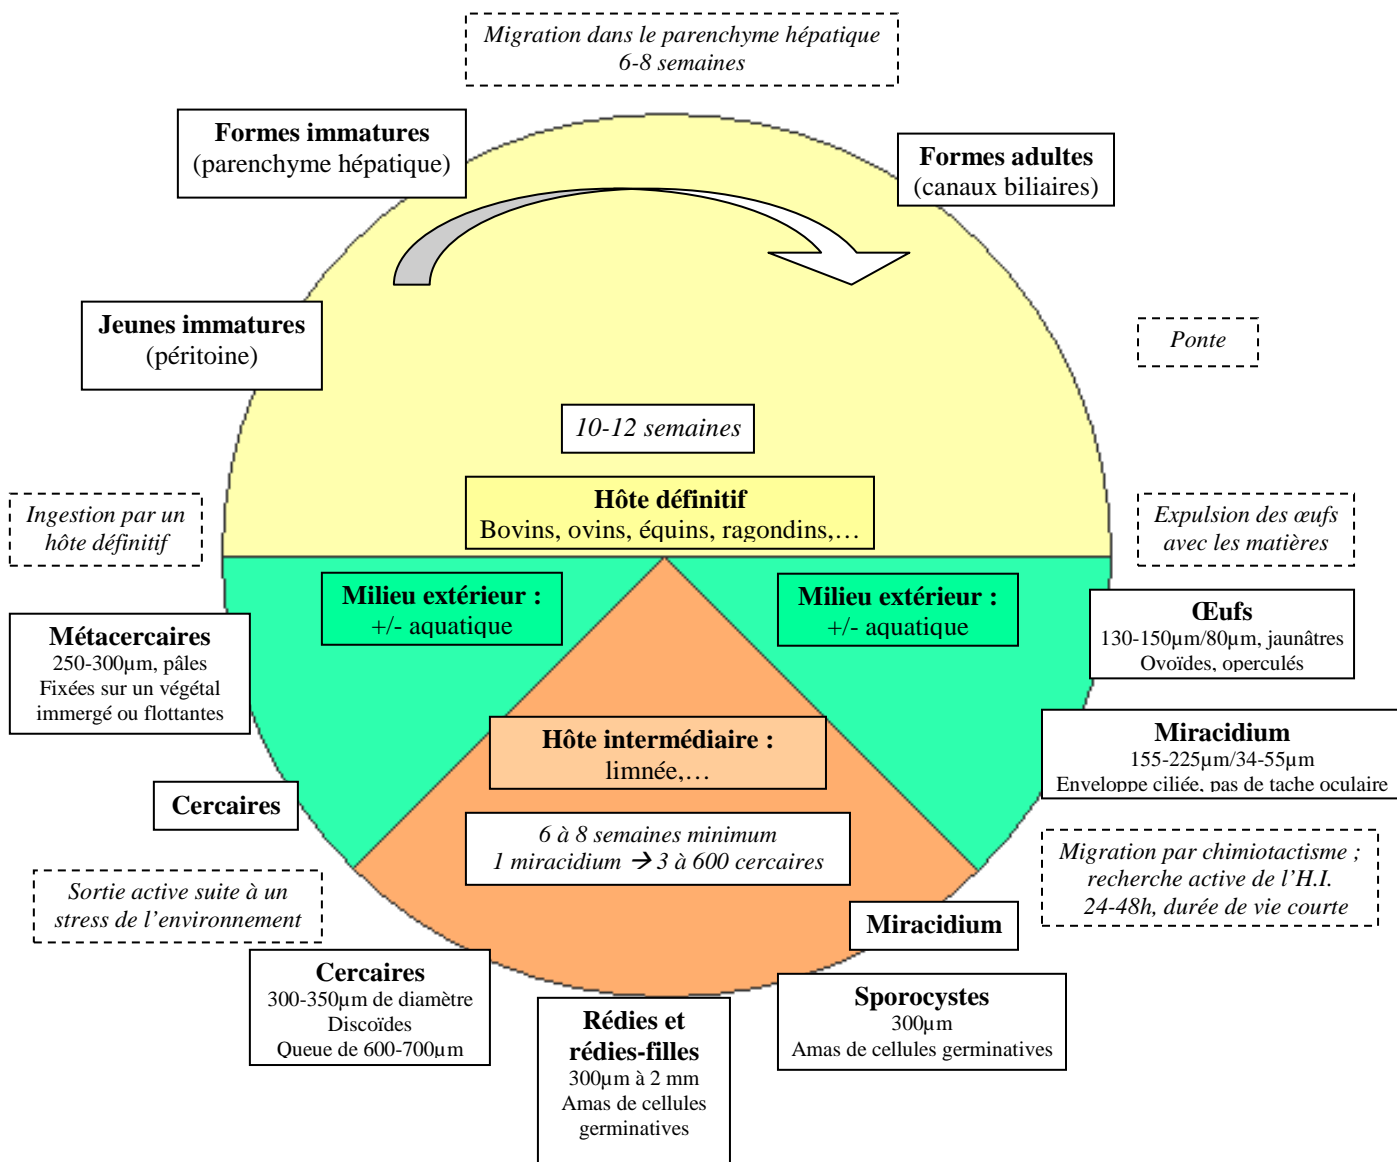 Migration dans le parenchyme hépatique
6-8 semaines
Formes immatures
(parenchyme hépatique)
Formes adultes
(canaux biliaires)
Jeunes immatures
(péritoine)
Ponte
10-12 semaines
Hôte définitif
Bovins, ovins, équins, ragondins,…
Ingestion par un
hôte définitif
Expulsion des œufs
avec les matières
Milieu extérieur :
+/- aquatique
Milieu extérieur :
+/- aquatique
Œufs
130-150µm/80µm, jaunâtres
Ovoïdes, operculés
Métacercaires
250-300µm, pâles
Fixées sur un végétal
immergé ou flottantes
Hôte intermédiaire :
limnée,…
Miracidium
155-225µm/34-55µm
Enveloppe ciliée, pas de tache oculaire
Cercaires
6 à 8 semaines minimum
1 miracidium → 3 à 600 cercaires
Migration par chimiotactisme ;
recherche active de l’H.I.
24-48h, durée de vie courte
Sortie active suite à un
stress de l’environnement
Miracidium
Cercaires
300-350µm de diamètre
Discoïdes
Queue de 600-700µm
Sporocystes
300µm
Amas de cellules germinatives
Rédies et
rédies-filles
300µm à 2 mm
Amas de cellules
germinatives